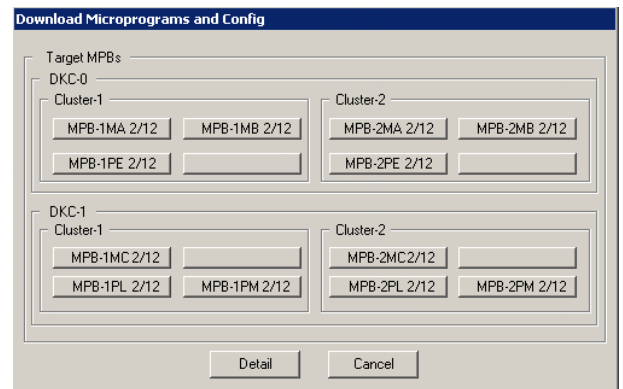 Download Microprograms and Config
Target MPBs
DKC-0
Cluster-1
MPB-1MA 2/12 MPB-1MB 2/12
MPB-1PE 2/12
Cluster-2
MPB-2MA 2/12 MPB-2MB 2/12
MPB-2PE 2/12
DKC-1
Cluster-1
MPB-1MC 2/12
MPB-1PL 2/12 MPB-1PM 2/12
Cluster-2
MPB-2MC2/12
MPB-2PL 2/12 MPB-2PM 2/12
Detail Cancel